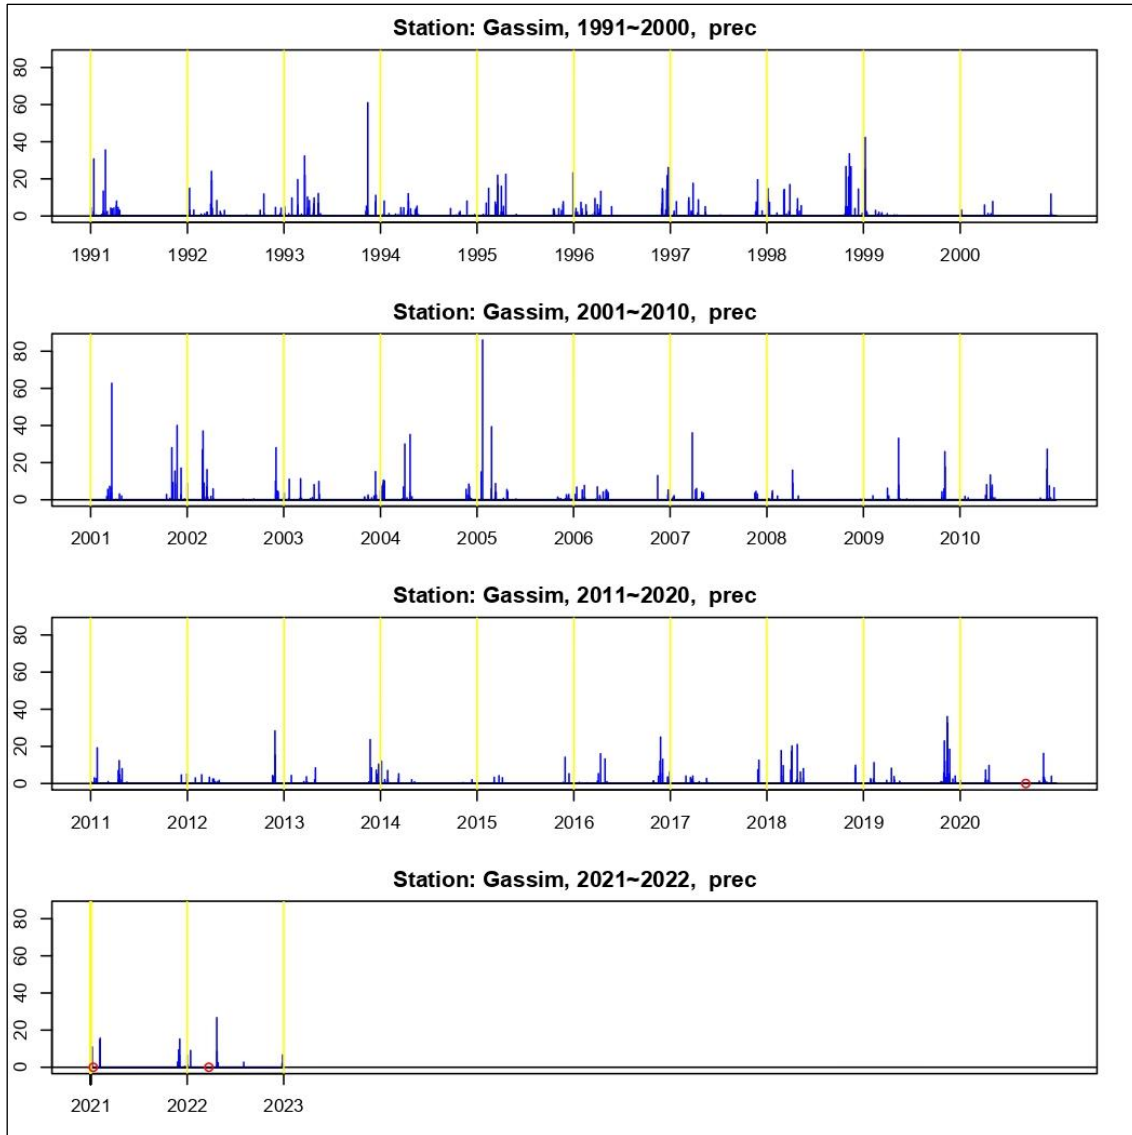 Station: Gassim, 1991~2000,  prec
80
60
40
20
0
1991 1992 1993 1994 1995 1996 1997 1998 1999 2000
Station: Gassim, 2001~2010,  prec
80
60
40
20
0
2001 2002 2003 2004 2005 2006 2007 2008 2009 2010
Station: Gassim, 2011~2020,  prec
80
60
40
20
0
2011 2012 2013 2014 2015 2016 2017 2018 2019 2020
Station: Gassim, 2021~2022,  prec
80
60
40
20
0
2021 2022 2023